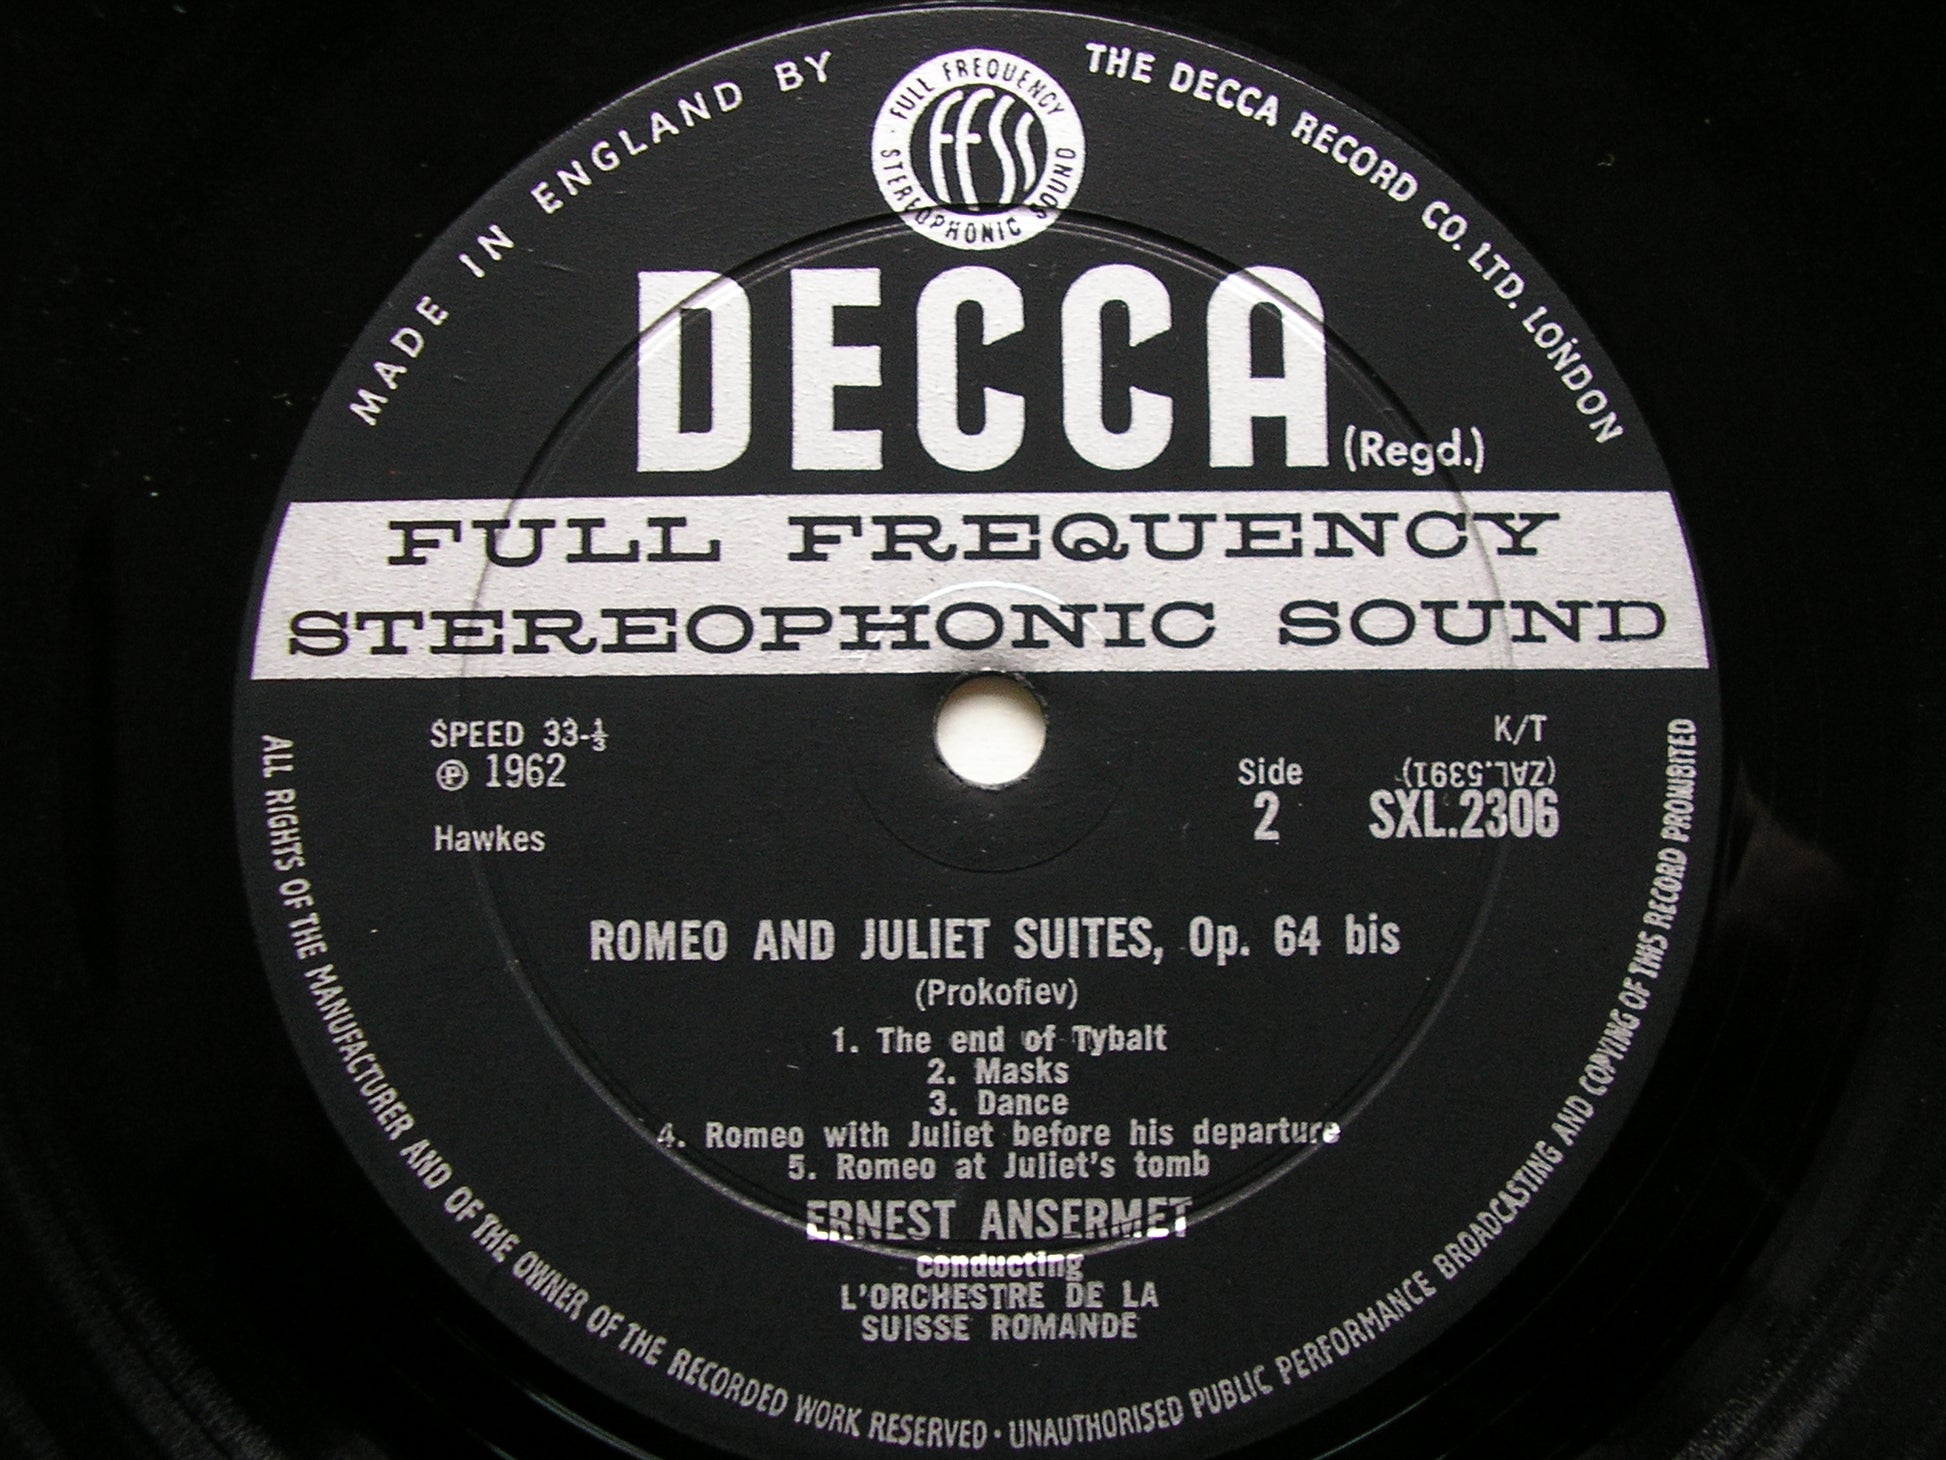 MADE IN ENGLAND BY
THE DECCA RECORD CO. LTD. LONDON
FULL FREQUENCY
STEREOPHONIC SOUND
FFSS
DECCA (Regd.)
FULL FREQUENCY
STEREOPHONIC SOUND
SPEED 33-⅓
℗ 1962
Hawkes
K/T
(ZAL.5391)
Side
2
SXL.2306
ROMEO AND JULIET SUITES, Op. 64 bis
(Prokofiev)
1. The end of Tybalt
2. Masks
3. Dance
4. Romeo with Juliet before his departure
5. Romeo at Juliet's tomb
ERNEST ANSERMET
conducting
L'ORCHESTRE DE LA
SUISSE ROMANDE
ALL RIGHTS OF THE MANUFACTURER AND OF THE OWNER OF THE RECORDED WORK RESERVED · UNAUTHORISED PUBLIC PERFORMANCE BROADCASTING AND COPYING OF THIS RECORD PROHIBITED